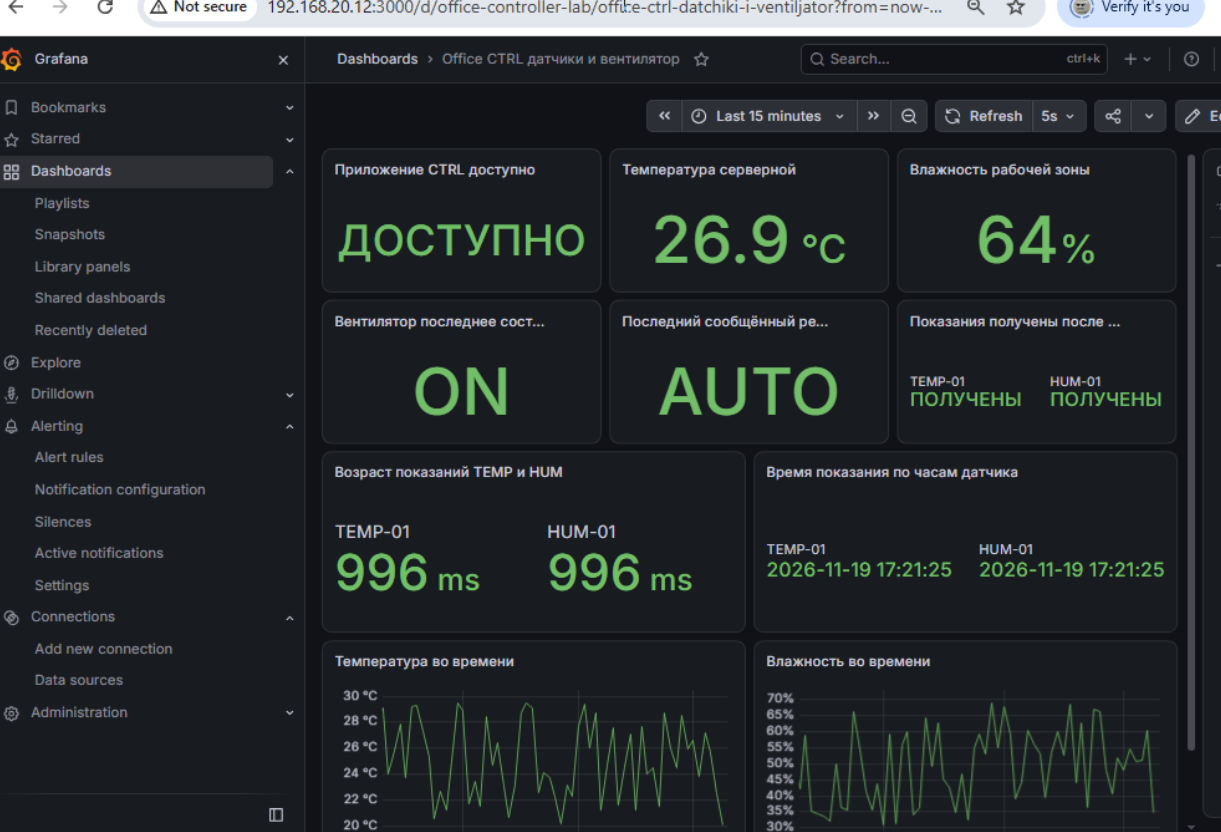 Not secure 192.168.20.12:3000/d/office-controller-lab/office-ctrl-datchiki-i-ventiljator?from=now-... Verify it's you
Grafana
Dashboards › Office CTRL датчики и вентилятор
Search... ctrl+k
Bookmarks
Starred
Dashboards
Playlists
Snapshots
Library panels
Shared dashboards
Recently deleted
Explore
Drilldown
Alerting
Alert rules
Notification configuration
Silences
Active notifications
Settings
Connections
Add new connection
Data sources
Administration
Last 15 minutes
Refresh 5s
Приложение CTRL доступно
ДОСТУПНО
Температура серверной
26.9 °C
Влажность рабочей зоны
64%
Вентилятор последнее сост...
ON
Последний сообщённый ре...
AUTO
Показания получены после ...
TEMP-01 HUM-01
ПОЛУЧЕНЫ ПОЛУЧЕНЫ
Возраст показаний TEMP и HUM
TEMP-01 HUM-01
996 ms 996 ms
Время показания по часам датчика
TEMP-01 HUM-01
2026-11-19 17:21:25 2026-11-19 17:21:25
Температура во времени
30 °C
28 °C
26 °C
24 °C
22 °C
20 °C
Влажность во времени
70%
65%
60%
55%
50%
45%
40%
35%
30%